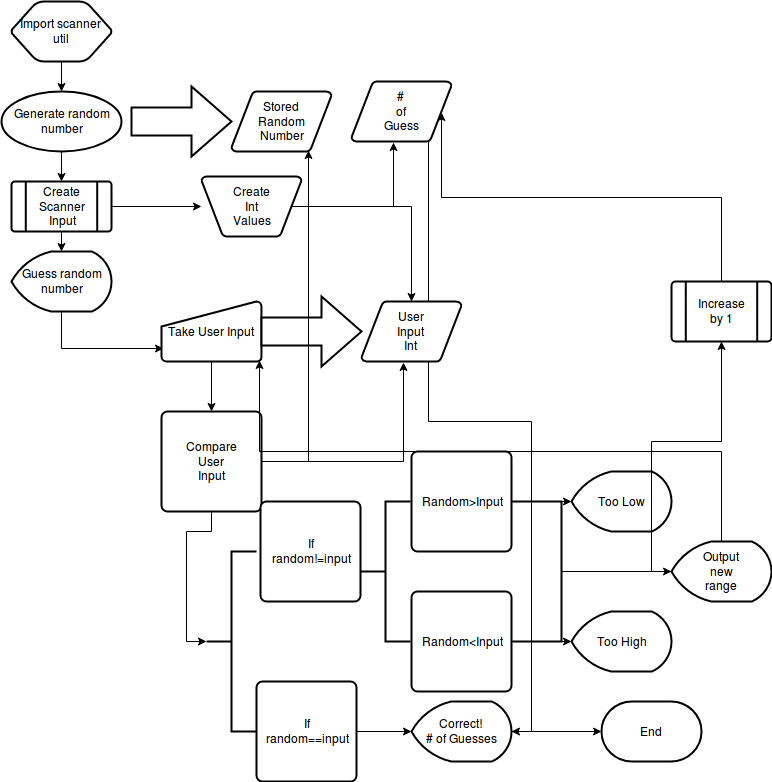 Import scanner
util
Generate random
number
Stored
Random
Number
#
of
Guess
Create
Scanner
Input
Create
Int
Values
Guess random
number
Take User Input
User
Input
Int
Increase
by 1
Compare
User
Input
If
random!=input
Random>Input
Too Low
Output
new
range
Random<Input
Too High
If
random==input
Correct!
# of Guesses
End